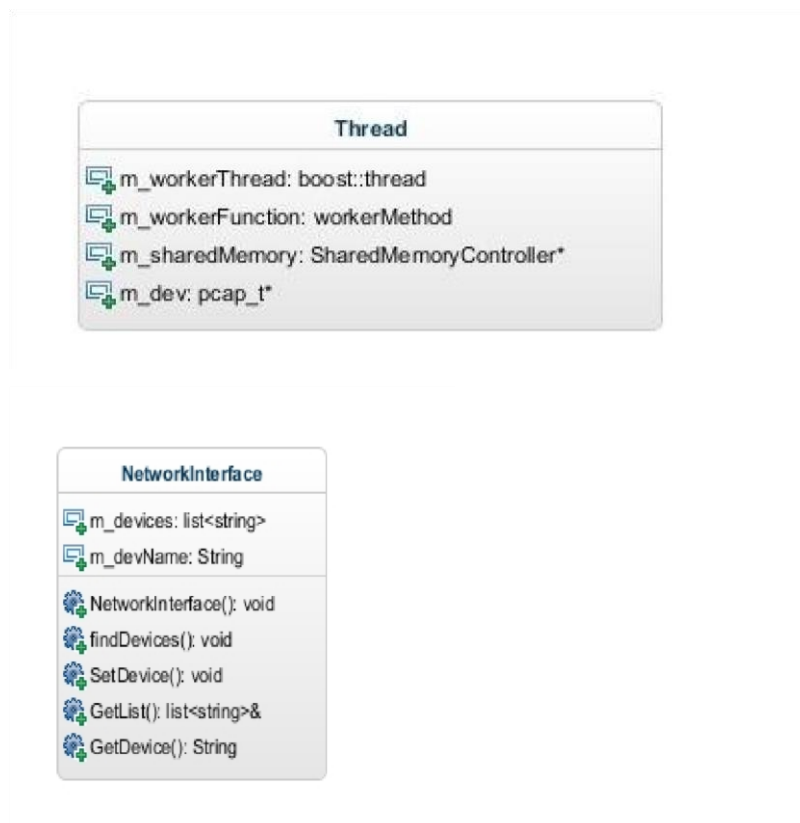 Thread
m_workerThread: boost::thread
m_workerFunction: workerMethod
m_sharedMemory: SharedMemoryController*
m_dev: pcap_t*
NetworkInterface
m_devices: list<string>
m_devName: String
NetworkInterface(): void
findDevices(): void
SetDevice(): void
GetList(): list<string>&
GetDevice(): String